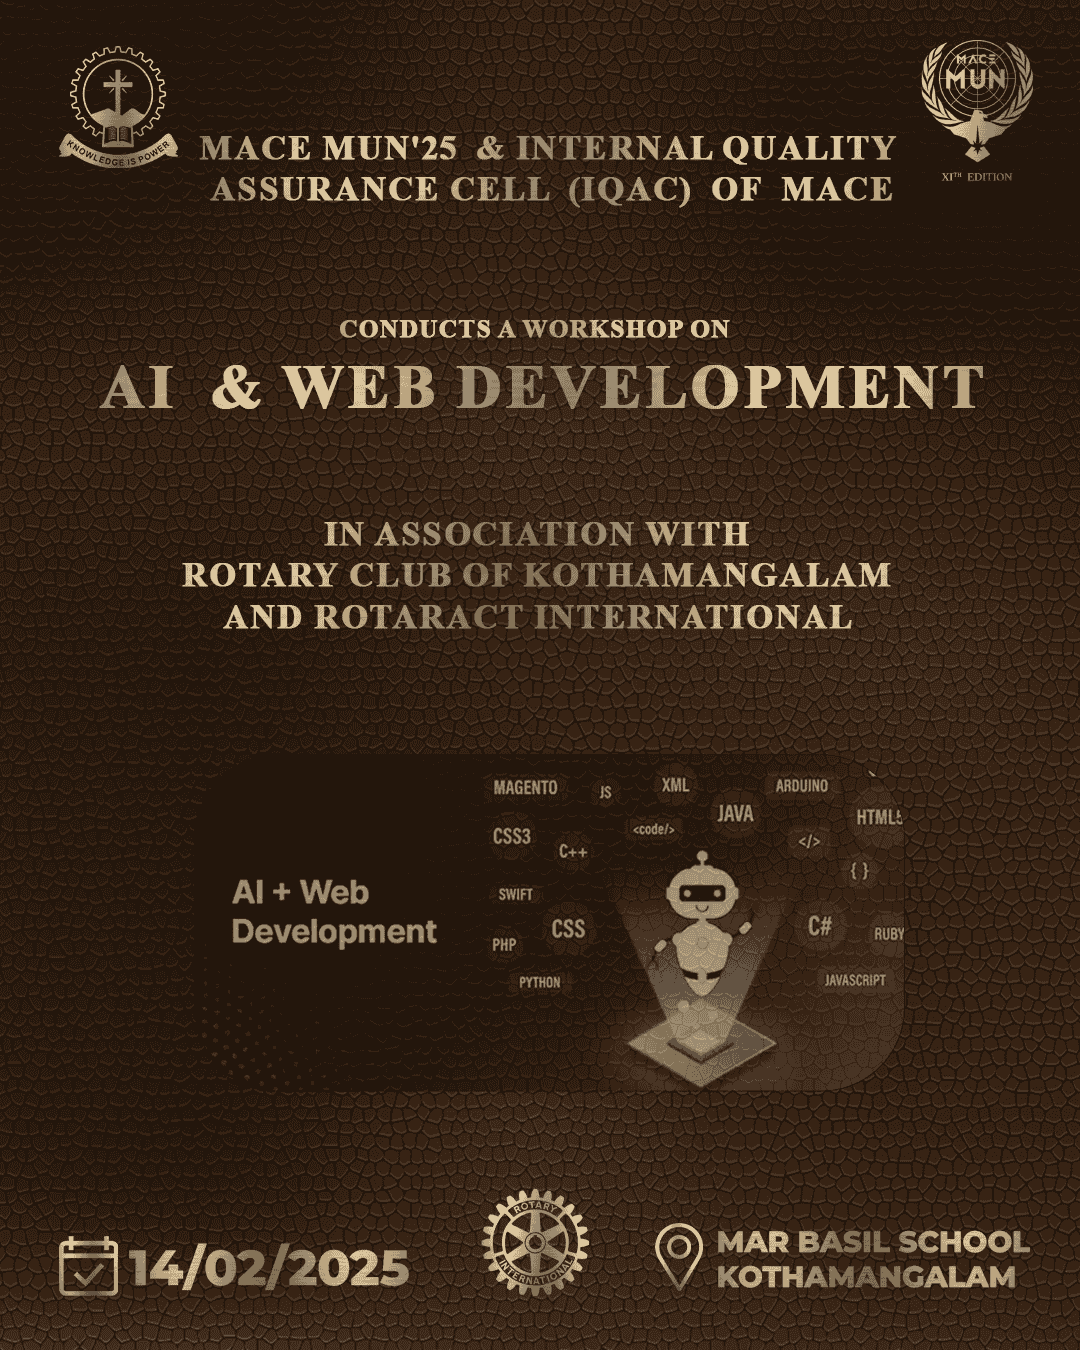 KNOWLEDGE IS POWER
MACE
MUN
XITH EDITION
MACE MUN'25 & INTERNAL QUALITY
ASSURANCE CELL (IQAC) OF MACE
CONDUCTS A WORKSHOP ON
AI & WEB DEVELOPMENT
IN ASSOCIATION WITH
ROTARY CLUB OF KOTHAMANGALAM
AND ROTARACT INTERNATIONAL
AI + Web
Development
MAGENTO
JS
XML
ARDUINO
JAVA
HTML5
CSS3
C++
<code/>
</>
{ }
SWIFT
CSS
C#
RUBY
PHP
PYTHON
JAVASCRIPT
14/02/2025
ROTARY
INTERNATIONAL
MAR BASIL SCHOOL
KOTHAMANGALAM